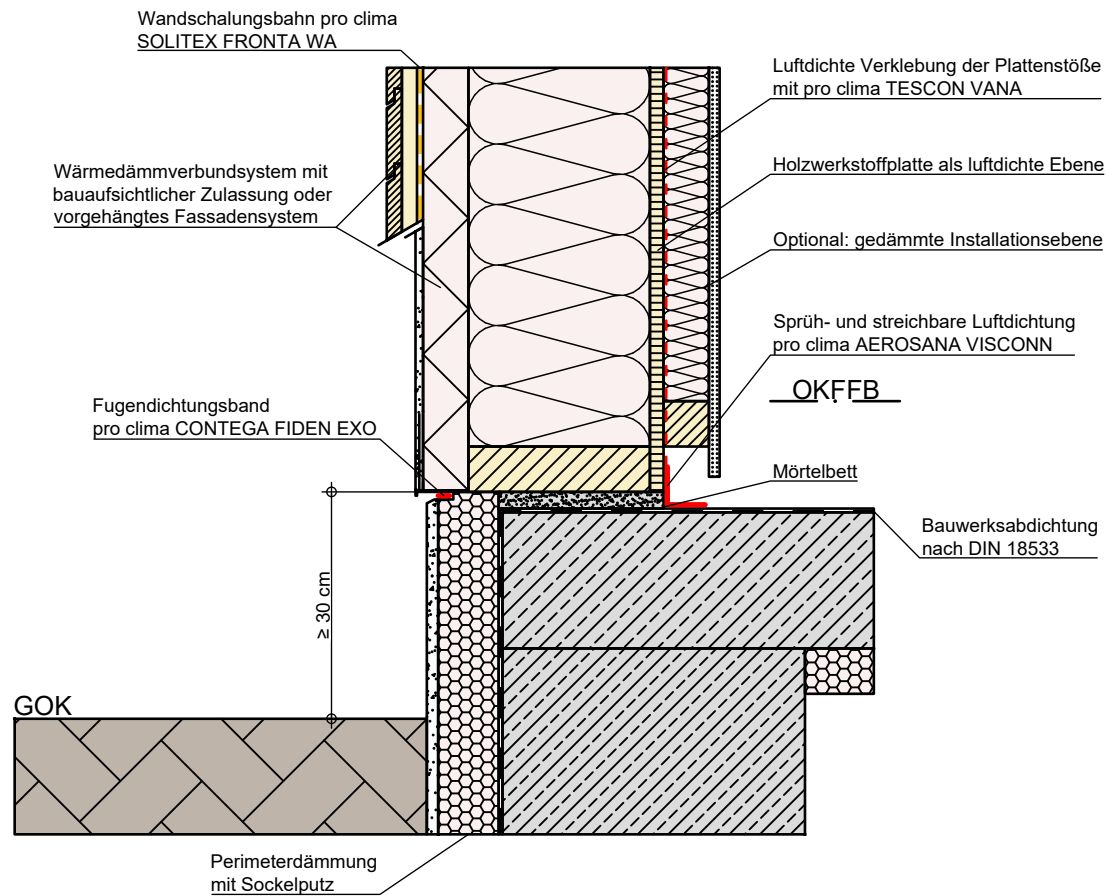 Wandschalungsbahn pro clima
SOLITEX FRONTA WA
Wärmedämmverbundsystem mit
bauaufsichtlicher Zulassung oder
vorgehängtes Fassadensystem
Fugendichtungsband
pro clima CONTEGA FIDEN EXO
≥ 30 cm
GOK
Perimeterdämmung
mit Sockelputz
Luftdichte Verklebung der Plattenstöße
mit pro clima TESCON VANA
Holzwerkstoffplatte als luftdichte Ebene
Optional: gedämmte Installationsebene
Sprüh- und streichbare Luftdichtung
pro clima AEROSANA VISCONN
OKFFB
Mörtelbett
Bauwerksabdichtung
nach DIN 18533